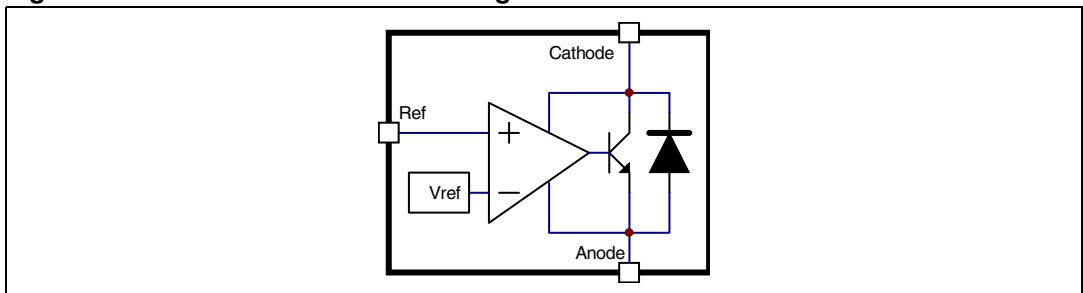 Cathode
Ref
+
Vref
−
Anode